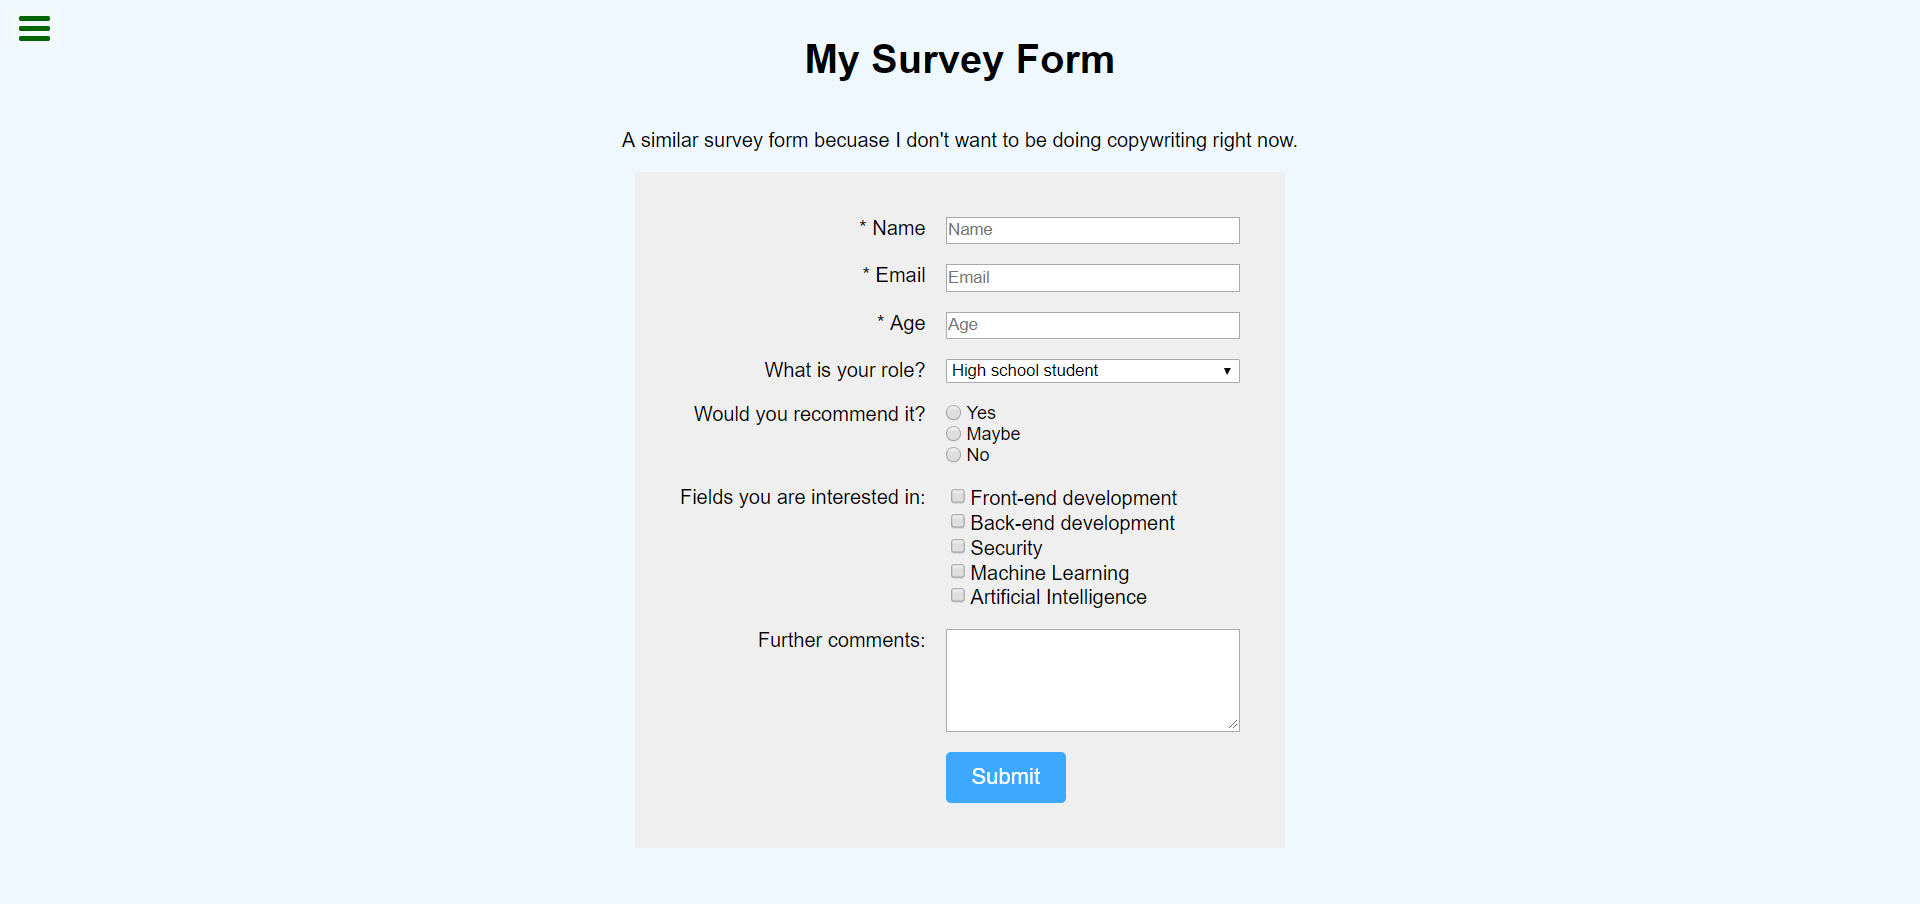 My Survey Form
A similar survey form becuase I don't want to be doing copywriting right now.
* Name Name
* Email Email
* Age Age
What is your role? High school student
Would you recommend it? Yes
Maybe
No
Fields you are interested in: Front-end development
Back-end development
Security
Machine Learning
Artificial Intelligence
Further comments:
Submit